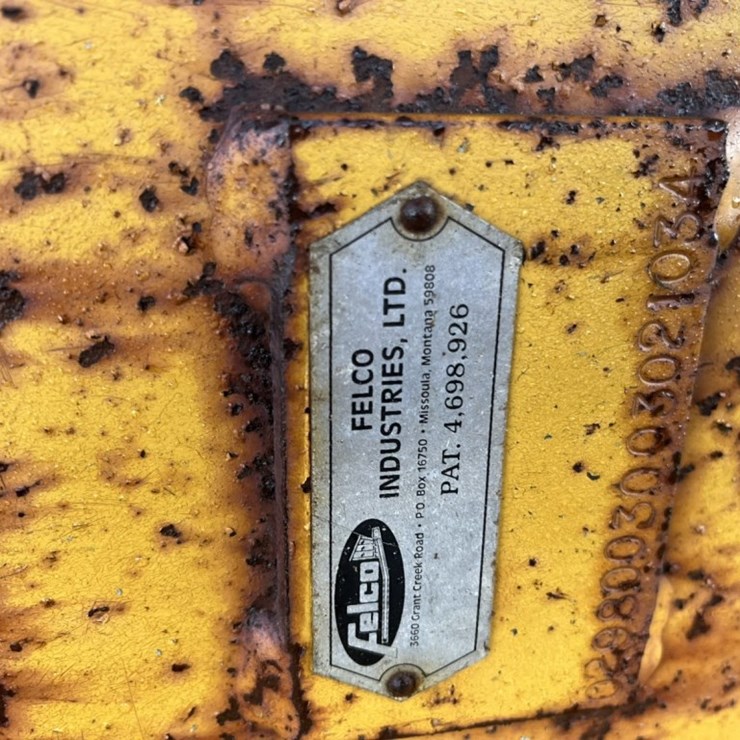 Felco
FELCO
INDUSTRIES, LTD.
3660 Grant Creek Road • P.O. Box 16750 • Missoula, Montana 59808
PAT. 4,698,926